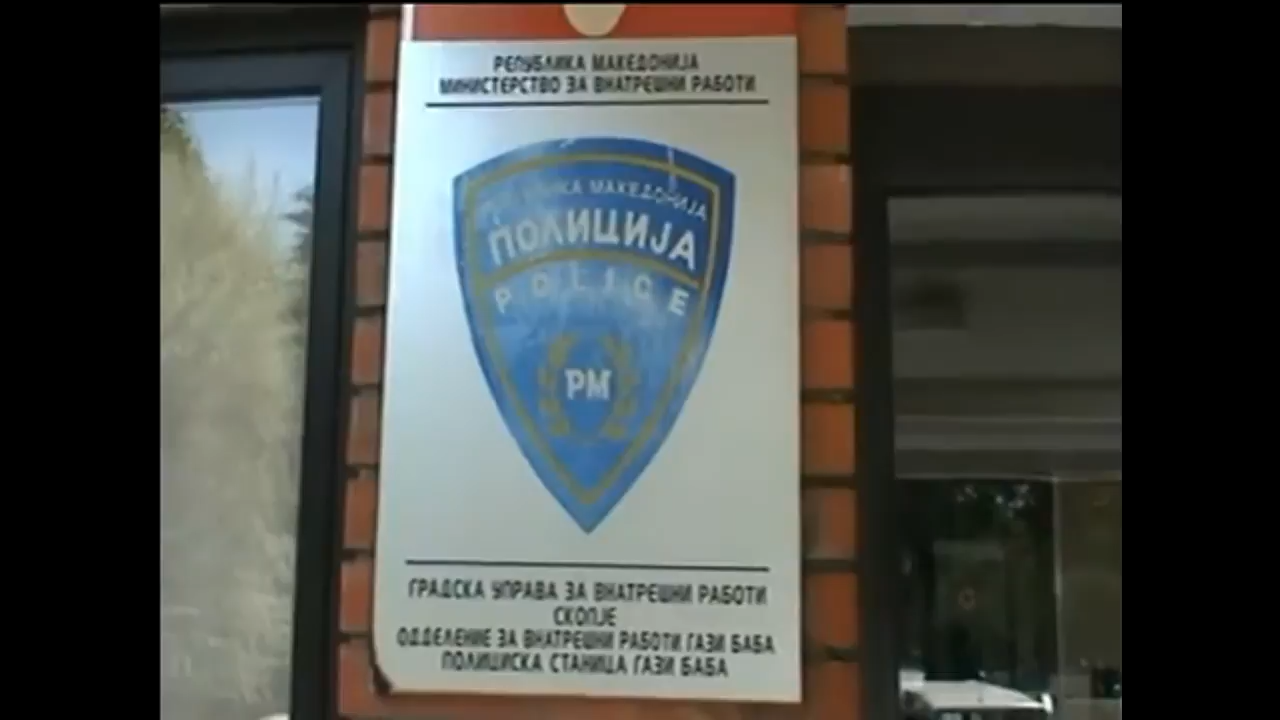 РЕПУБЛИКА МАКЕДОНИЈА
МИНИСТЕРСТВО ЗА ВНАТРЕШНИ РАБОТИ
РЕПУБЛИКА МАКЕДОНИЈА
ПОЛИЦИЈА
POLICE
РМ
ГРАДСКА УПРАВА ЗА ВНАТРЕШНИ РАБОТИ
СКОПЈЕ
ОДДЕЛЕНИЕ ЗА ВНАТРЕШНИ РАБОТИ ГАЗИ БАБА
ПОЛИЦИСКА СТАНИЦА ГАЗИ БАБА